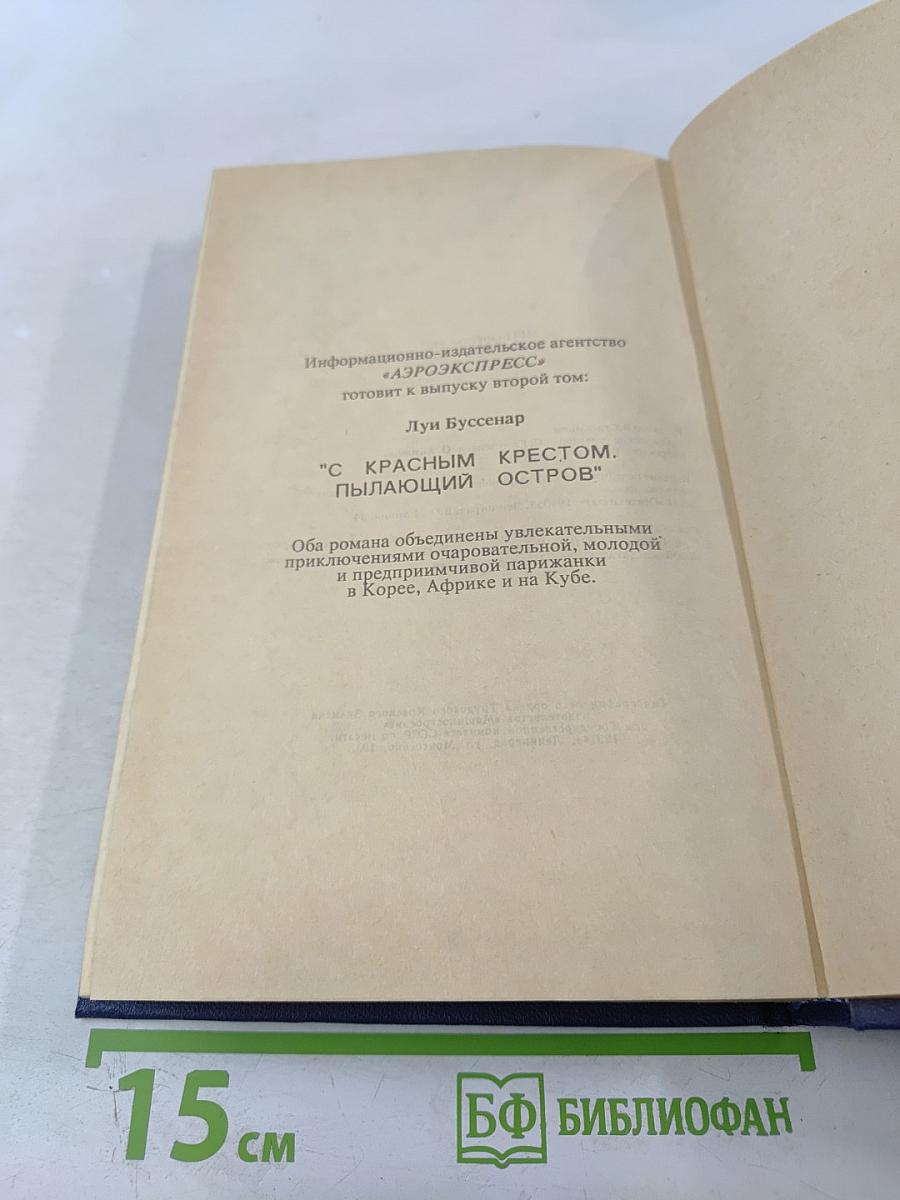 Информационно-издательское агентство
«АЭРОЭКСПРЕСС»
готовит к выпуску второй том:
Луи Буссенар
"С КРАСНЫМ КРЕСТОМ.
ПЫЛАЮЩИЙ ОСТРОВ"
Оба романа объединены увлекательными
приключениями очаровательной, молодой
и предприимчивой парижанки
в Корее, Африке и на Кубе.
15 см
БФ БИБЛИОФАН